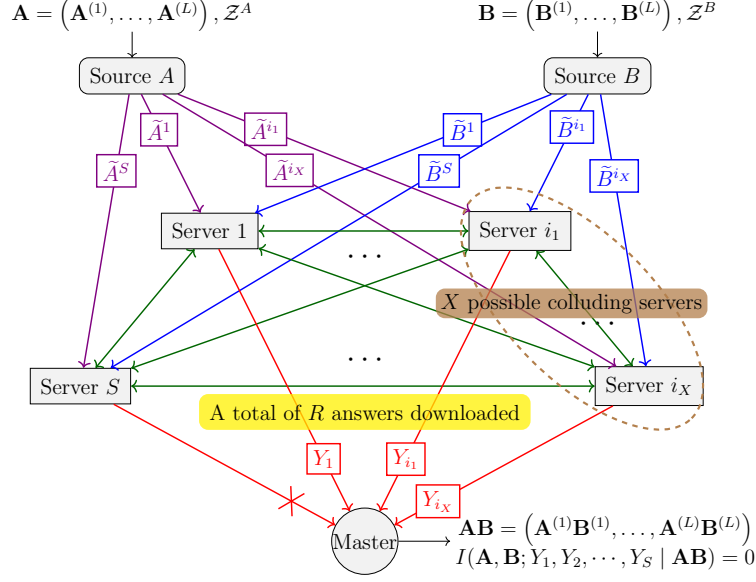 𝐀 = (𝐀^(1), …, 𝐀^(L)), 𝒵^A
𝐁 = (𝐁^(1), …, 𝐁^(L)), 𝒵^B
Source A
Source B
Ã^1
Ã^{i_1}
B̃^1
B̃^{i_1}
Ã^S
Ã^{i_X}
B̃^S
B̃^{i_X}
Server 1
Server i_1
…
X possible colluding servers
…
…
Server S
Server i_X
A total of R answers downloaded
Y_1
Y_{i_1}
Y_{i_X}
Master
𝐀𝐁 = (𝐀^(1)𝐁^(1), …, 𝐀^(L)𝐁^(L))
I(𝐀, 𝐁; Y_1, Y_2, ⋯, Y_S | 𝐀𝐁) = 0